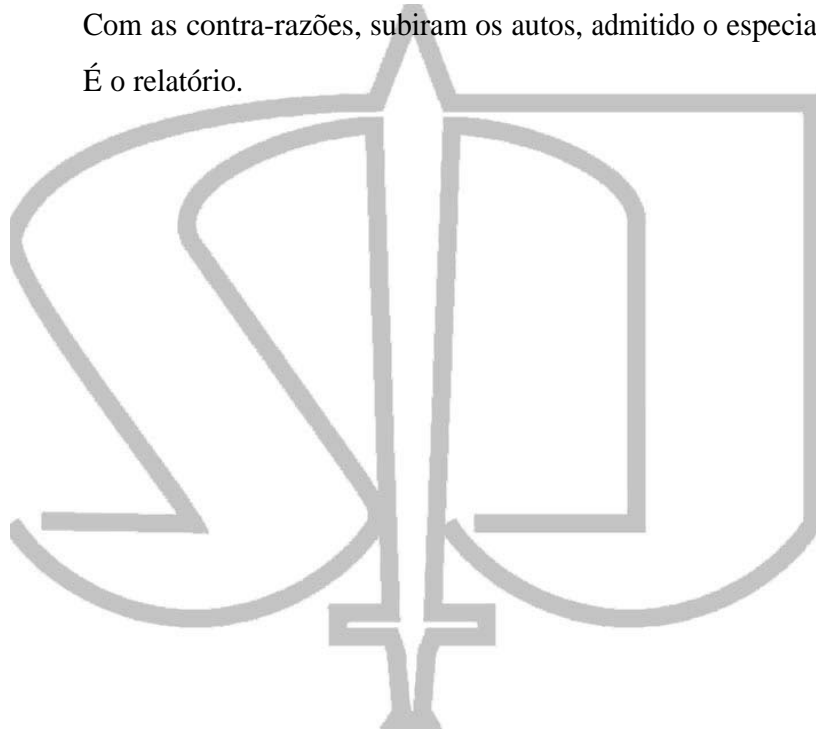 Com as contra-razões, subiram os autos, admitido o especia
É o relatório.